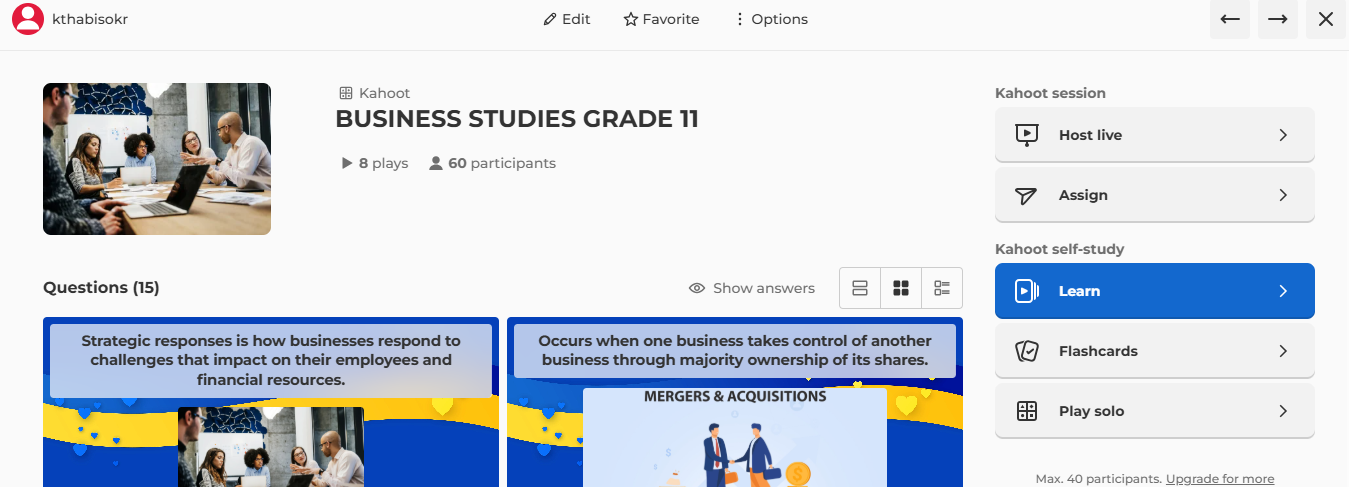 kthabisokr
Edit
Favorite
Options
Kahoot
BUSINESS STUDIES GRADE 11
8 plays
60 participants
Questions (15)
Show answers
Strategic responses is how businesses respond to
challenges that impact on their employees and
financial resources.
Occurs when one business takes control of another
business through majority ownership of its shares.
MERGERS & ACQUISITIONS
Kahoot session
Host live
Assign
Kahoot self-study
Learn
Flashcards
Play solo
Max. 40 participants. Upgrade for more